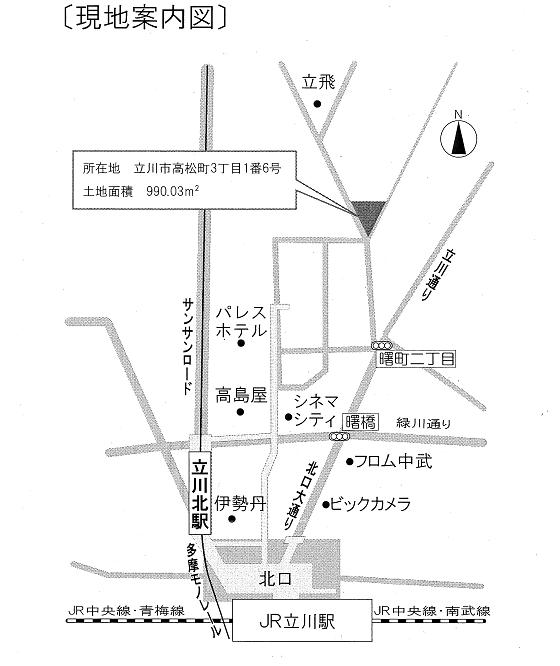 〔現地案内図〕
立飛
N
所在地 立川市高松町3丁目1番6号
土地面積 990.03m²
立川通り
サンサンロード
パレス
ホテル
曙町二丁目
高島屋
シネマ
シティ
曙橋
緑川通り
フロム中武
立川北駅
北口大通り
伊勢丹
ビックカメラ
多摩モノレール
北口
JR中央線・青梅線
JR立川駅
JR中央線・南武線